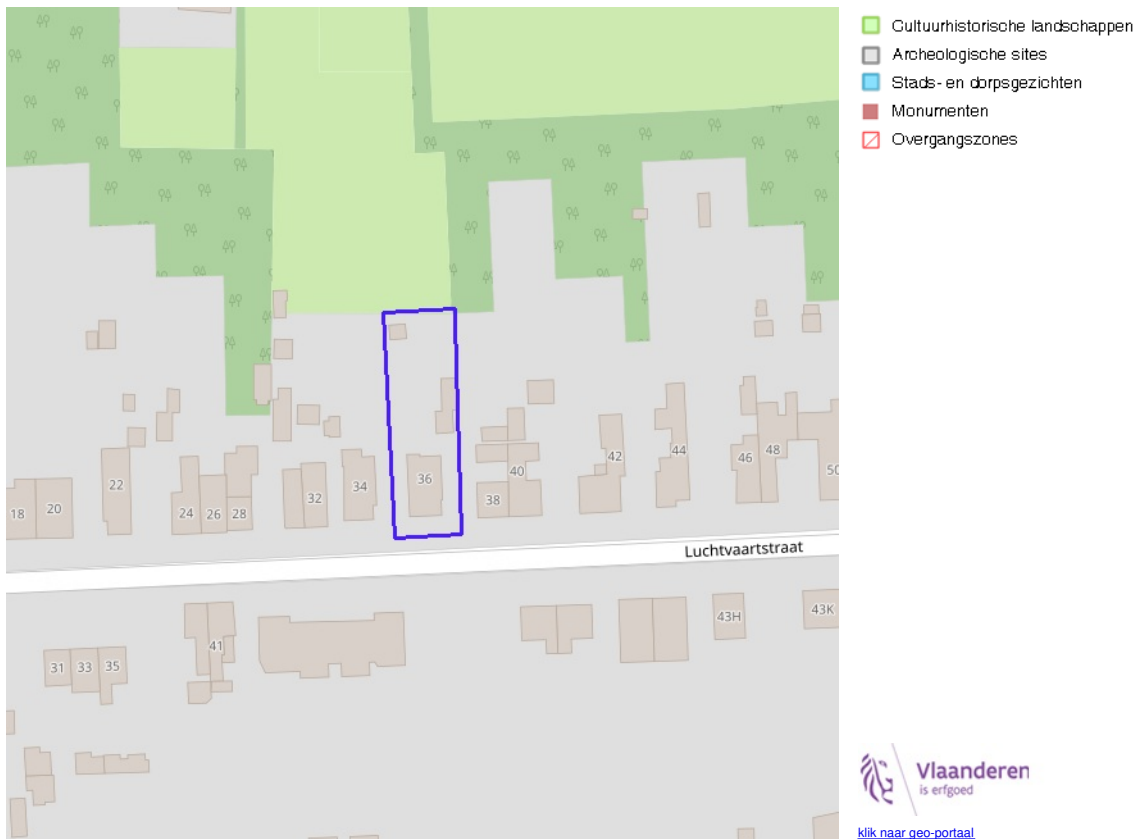 Cultuurhistorische landschappen
Archeologische sites
Stads- en dorpsgezichten
Monumenten
Overgangszones
18
20
22
24
26
28
32
34
36
38
40
42
44
46
48
50
Luchtvaartstraat
31
33
35
41
43H
43K
Vlaanderen
is erfgoed
klik naar geo-portaal